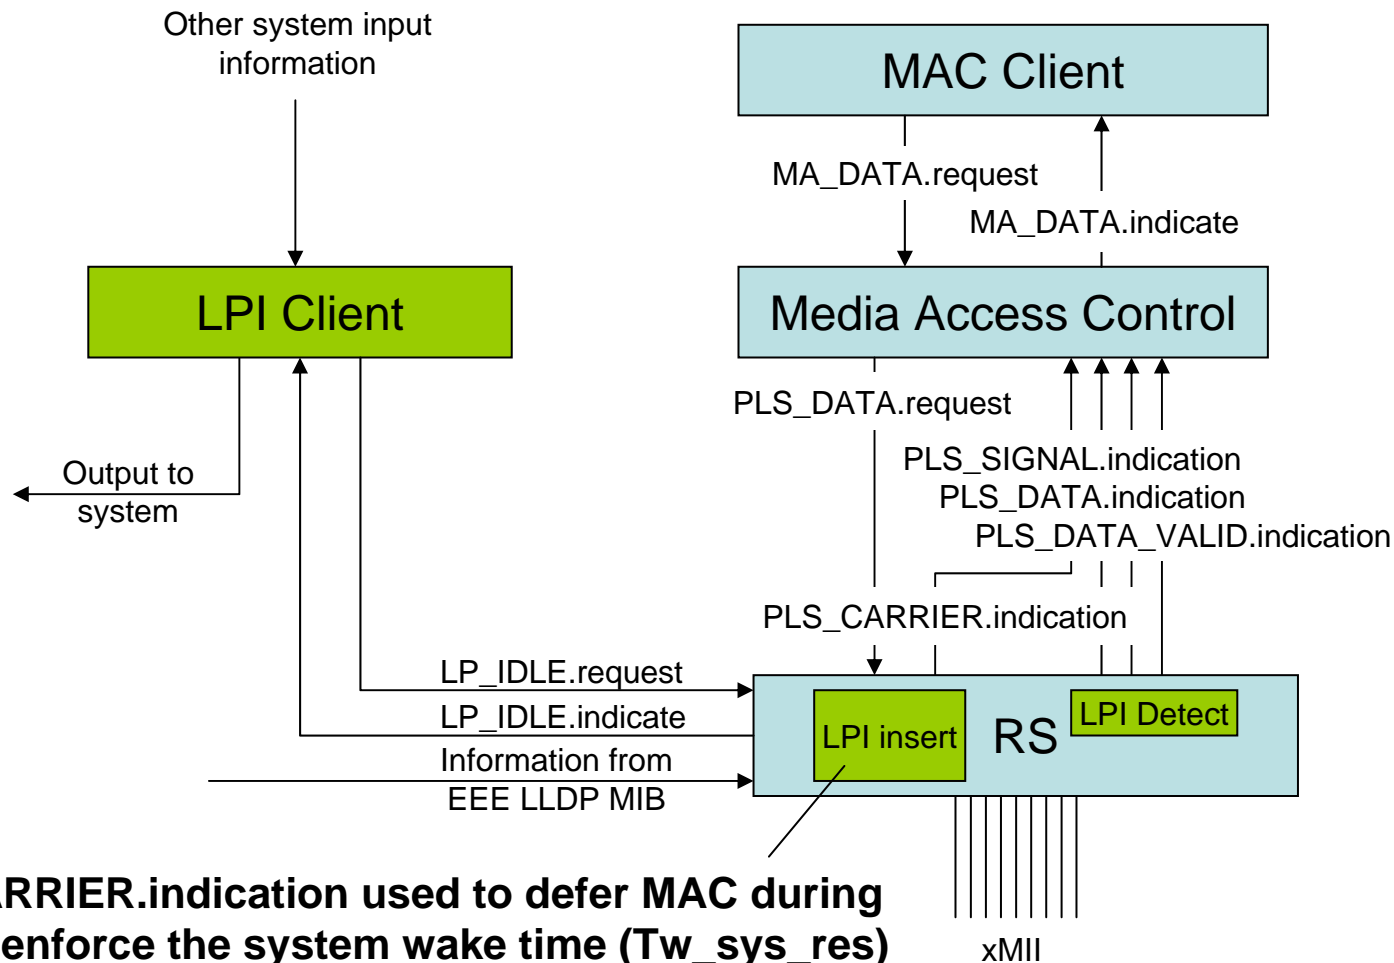 Other system input
information
MAC Client
MA_DATA.request
MA_DATA.indicate
LPI Client
Media Access Control
PLS_DATA.request
Output to
system
PLS_SIGNAL.indication
PLS_DATA.indication
PLS_DATA_VALID.indication
PLS_CARRIER.indication
LP_IDLE.request
LP_IDLE.indicate
Information from
EEE LLDP MIB
LPI insert
RS
LPI Detect
ARRIER.indication used to defer MAC during
enforce the system wake time (Tw_sys_res)
xMII